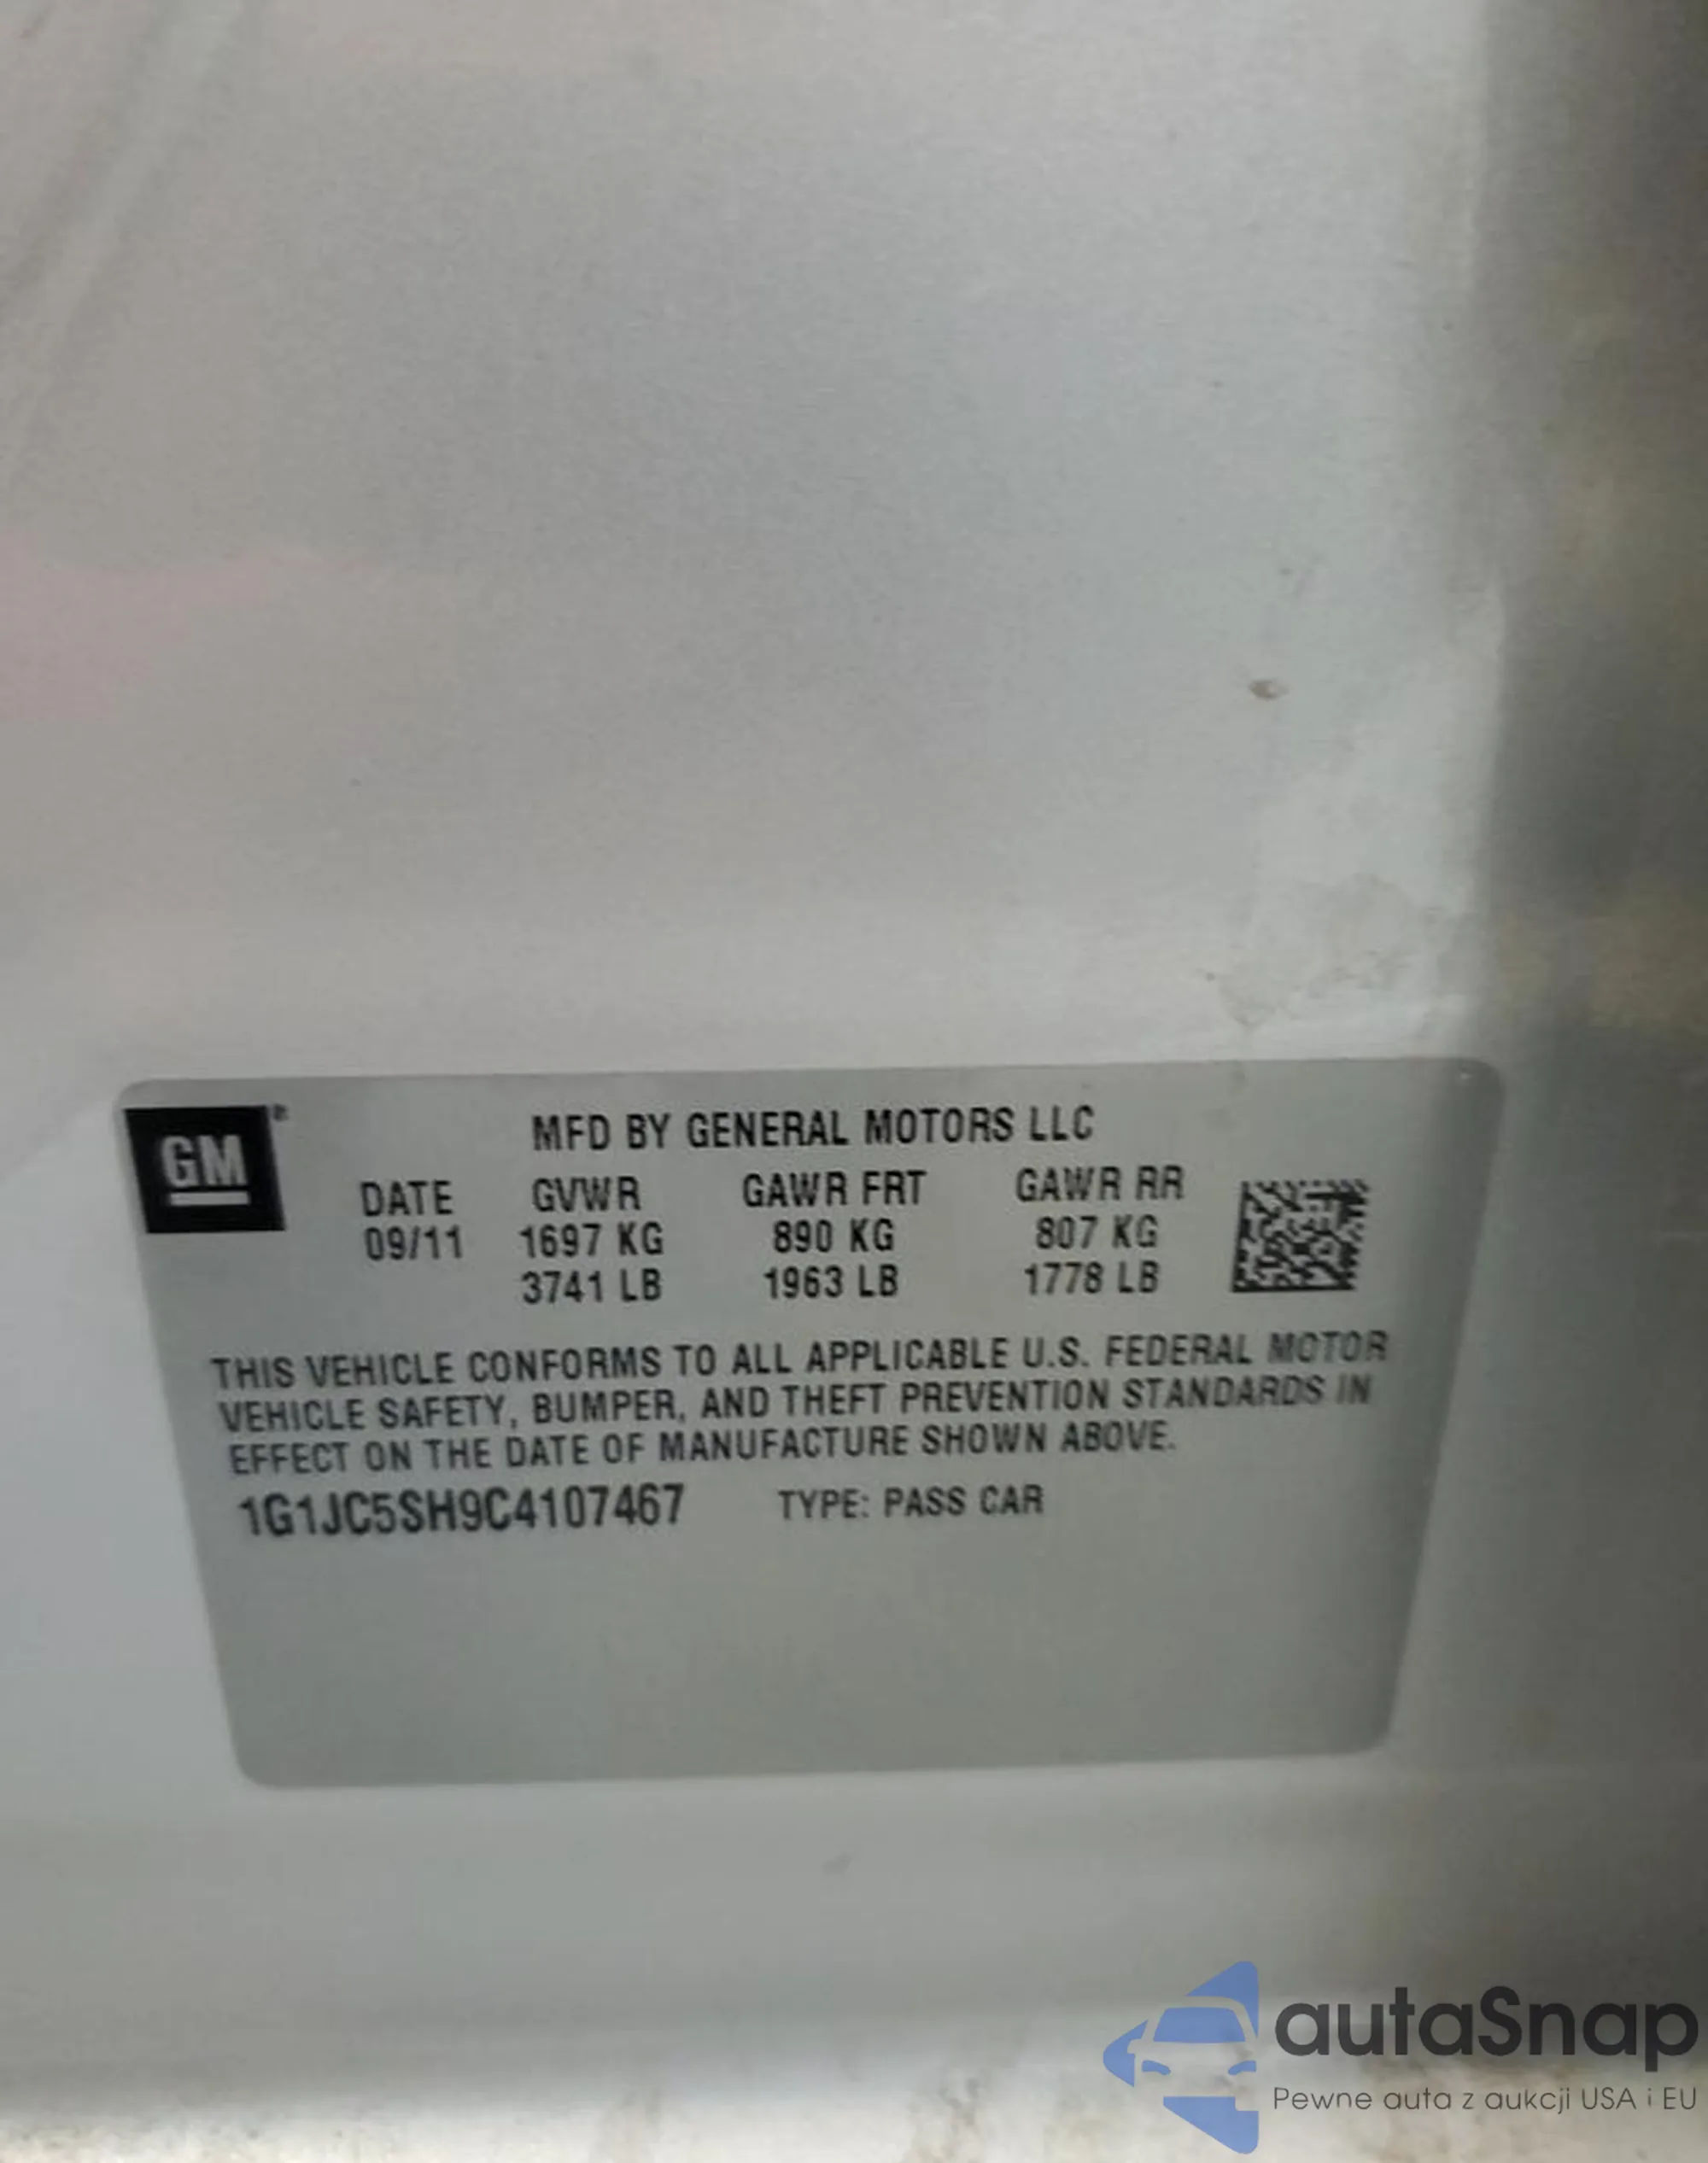 GM®
MFD BY GENERAL MOTORS LLC
DATE GVWR GAWR FRT GAWR RR
09/11 1697 KG 890 KG 807 KG
3741 LB 1963 LB 1778 LB
THIS VEHICLE CONFORMS TO ALL APPLICABLE U.S. FEDERAL MOTOR
VEHICLE SAFETY, BUMPER, AND THEFT PREVENTION STANDARDS IN
EFFECT ON THE DATE OF MANUFACTURE SHOWN ABOVE.
1G1JC5SH9C4107467 TYPE: PASS CAR
autaSnap
Pewne auta z aukcji USA i EU